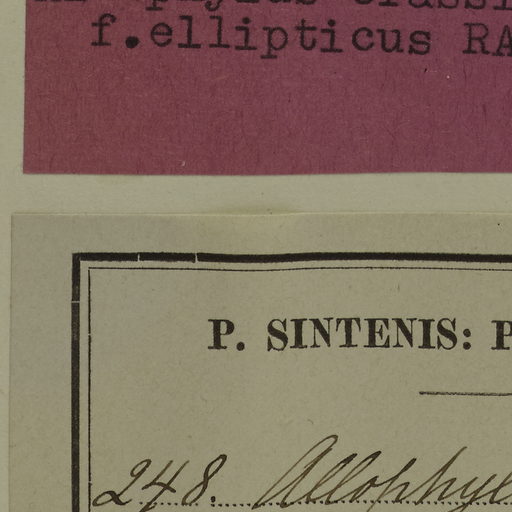 f.ellipticus RA
P. SINTENIS: P
248. Allophyl